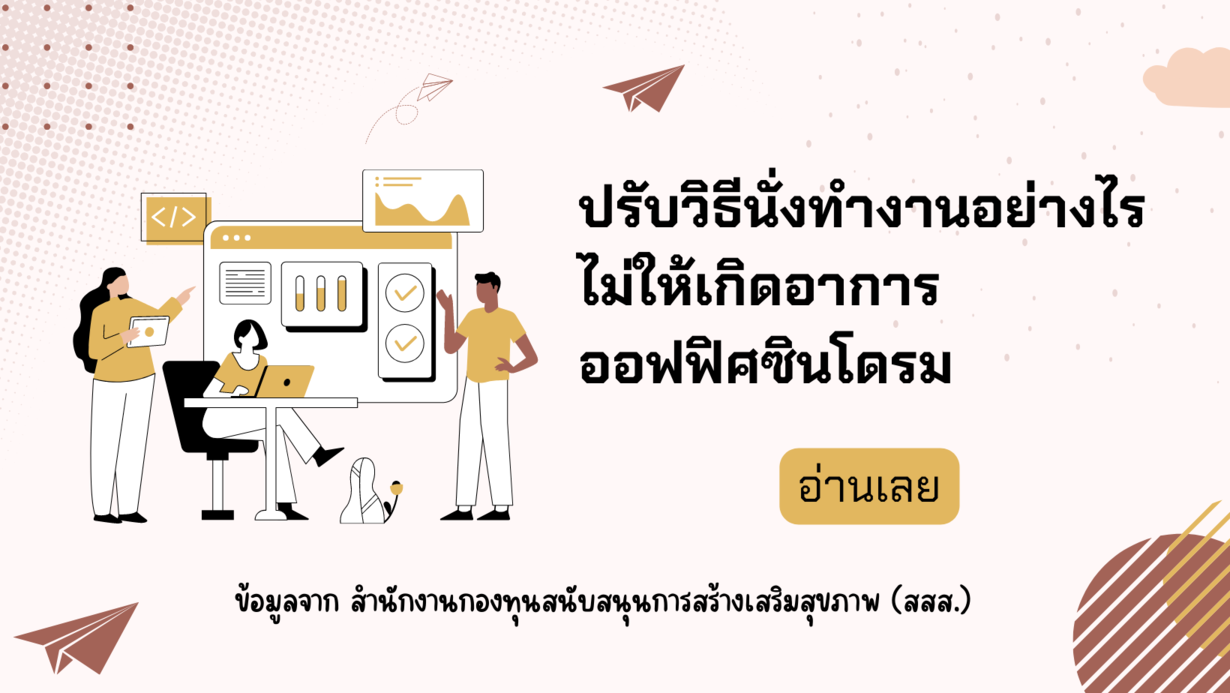 </>
ปรับวิธีนั่งทำงานอย่างไร
ไม่ให้เกิดอาการ
ออฟฟิศซินโดรม
อ่านเลย
ข้อมูลจาก สำนักงานกองทุนสนับสนุนการสร้างเสริมสุขภาพ (สสส.)